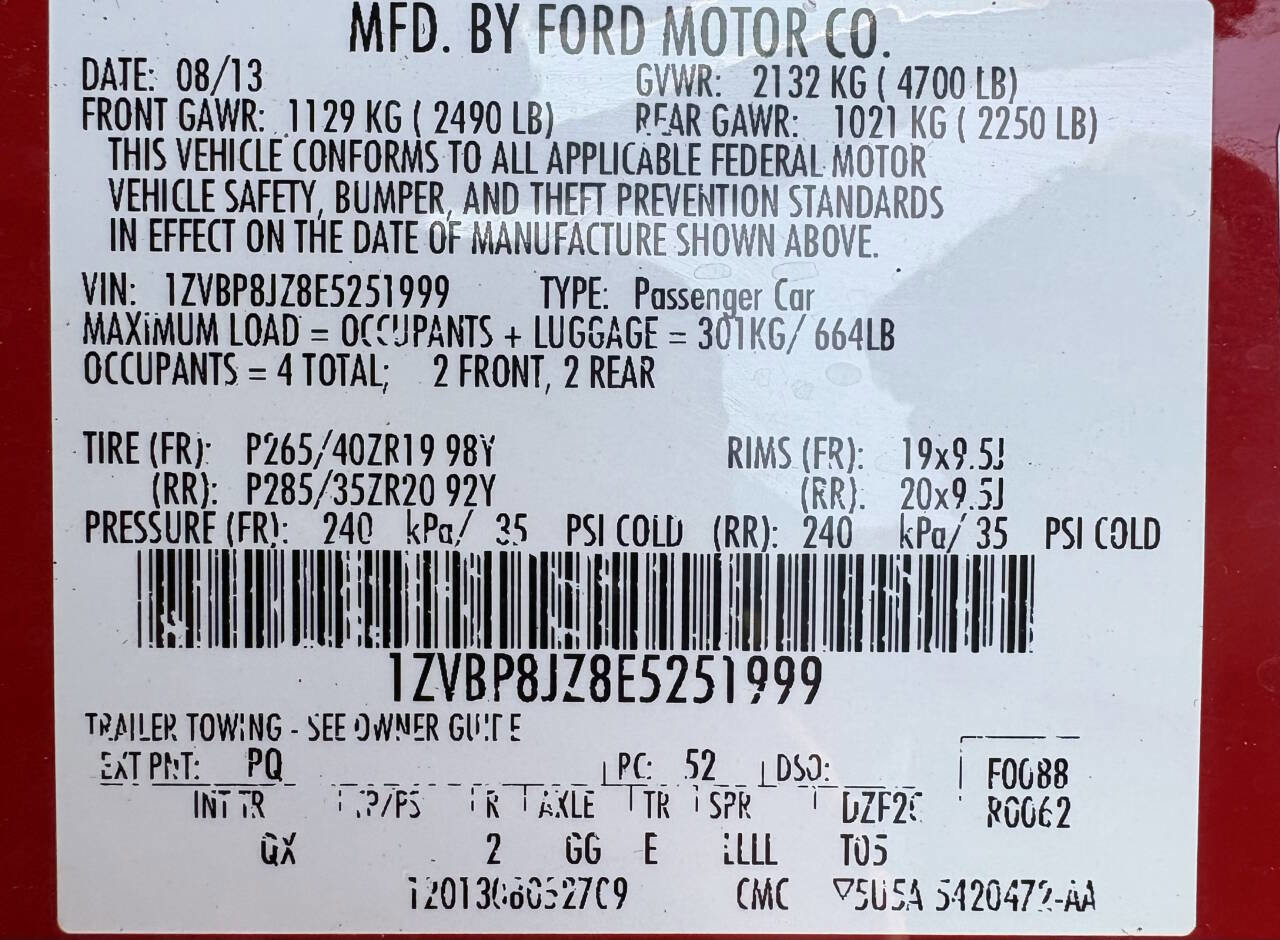 MFD. BY FORD MOTOR CO.
DATE: 08/13 GVWR: 2132 KG ( 4700 LB)
FRONT GAWR: 1129 KG ( 2490 LB) REAR GAWR: 1021 KG ( 2250 LB)
THIS VEHICLE CONFORMS TO ALL APPLICABLE FEDERAL MOTOR
VEHICLE SAFETY, BUMPER, AND THEFT PREVENTION STANDARDS
IN EFFECT ON THE DATE OF MANUFACTURE SHOWN ABOVE.
VIN: 1ZVBP8JZ8E5251999 TYPE: Passenger Car
MAXIMUM LOAD = OCCUPANTS + LUGGAGE = 301KG/ 664LB
OCCUPANTS = 4 TOTAL; 2 FRONT, 2 REAR
TIRE (FR): P265/40ZR19 98Y RIMS (FR): 19x9.5J
(RR): P285/35ZR20 92Y (RR): 20x9.5J
PRESSURE (FR): 240 kPa/ 35 PSI COLD (RR): 240 kPa/ 35 PSI COLD
1ZVBP8JZ8E5251999
TRAILER TOWING - SEE OWNER GUIDE
EXT PNT: PQ PC: 52 DSO: F0088
INT TR TP/PS R AXLE TR SPR R0062
QX 2 GG E LLLL T05
CMC ▽5U5A 5420472-AA